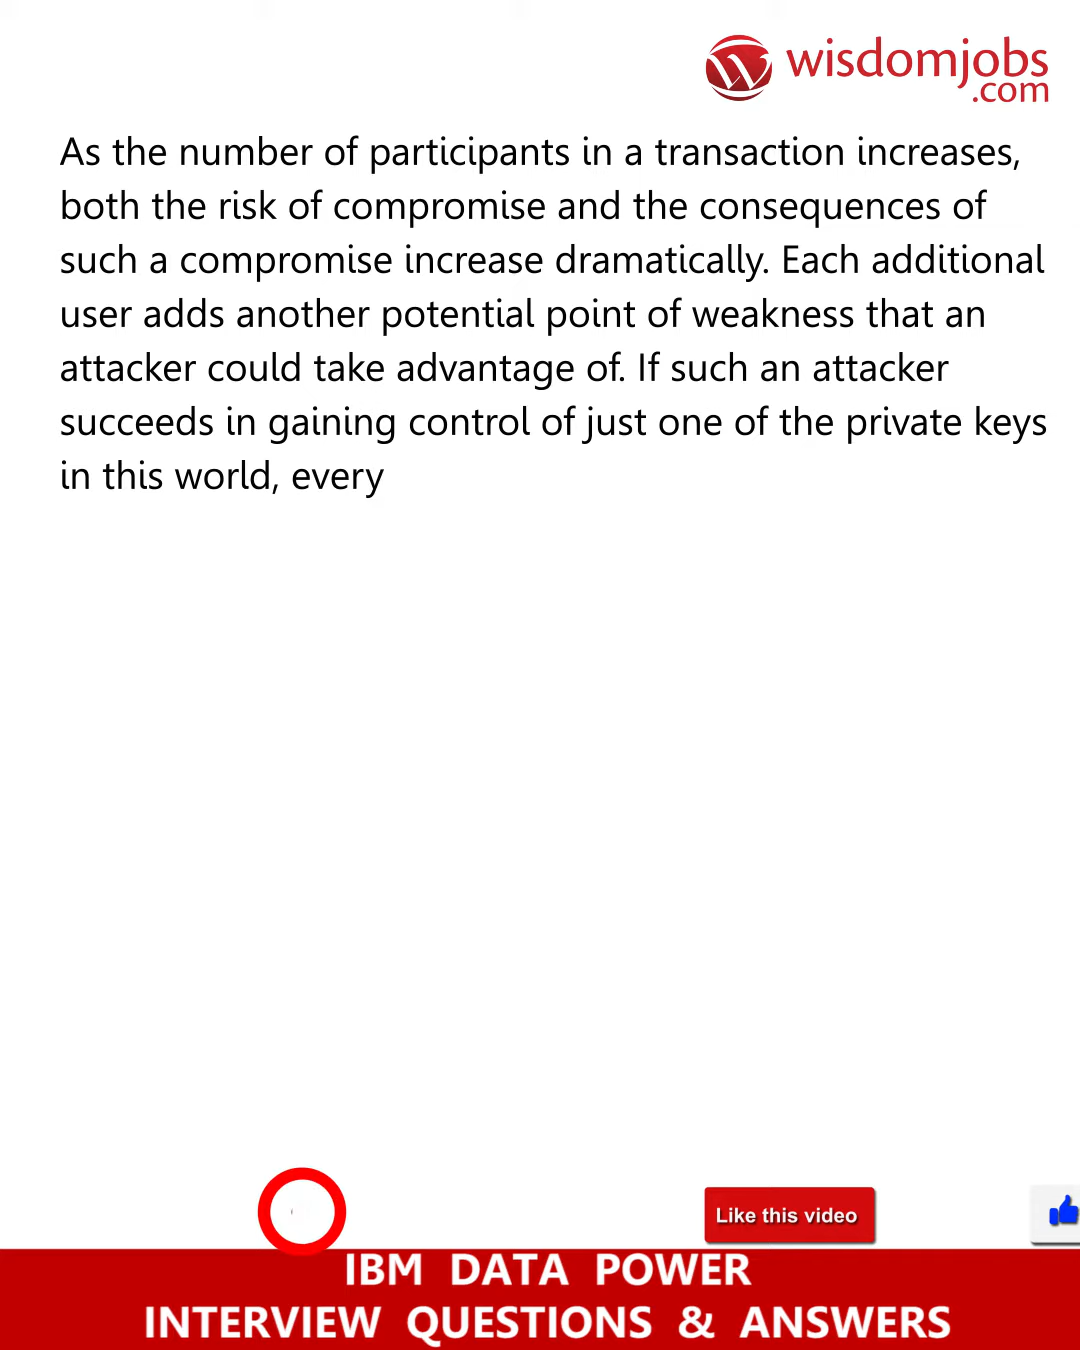 wisdomjobs
.com
As the number of participants in a transaction increases,
both the risk of compromise and the consequences of
such a compromise increase dramatically. Each additional
user adds another potential point of weakness that an
attacker could take advantage of. If such an attacker
succeeds in gaining control of just one of the private keys
in this world, every
Like this video
IBM DATA POWER
INTERVIEW QUESTIONS & ANSWERS